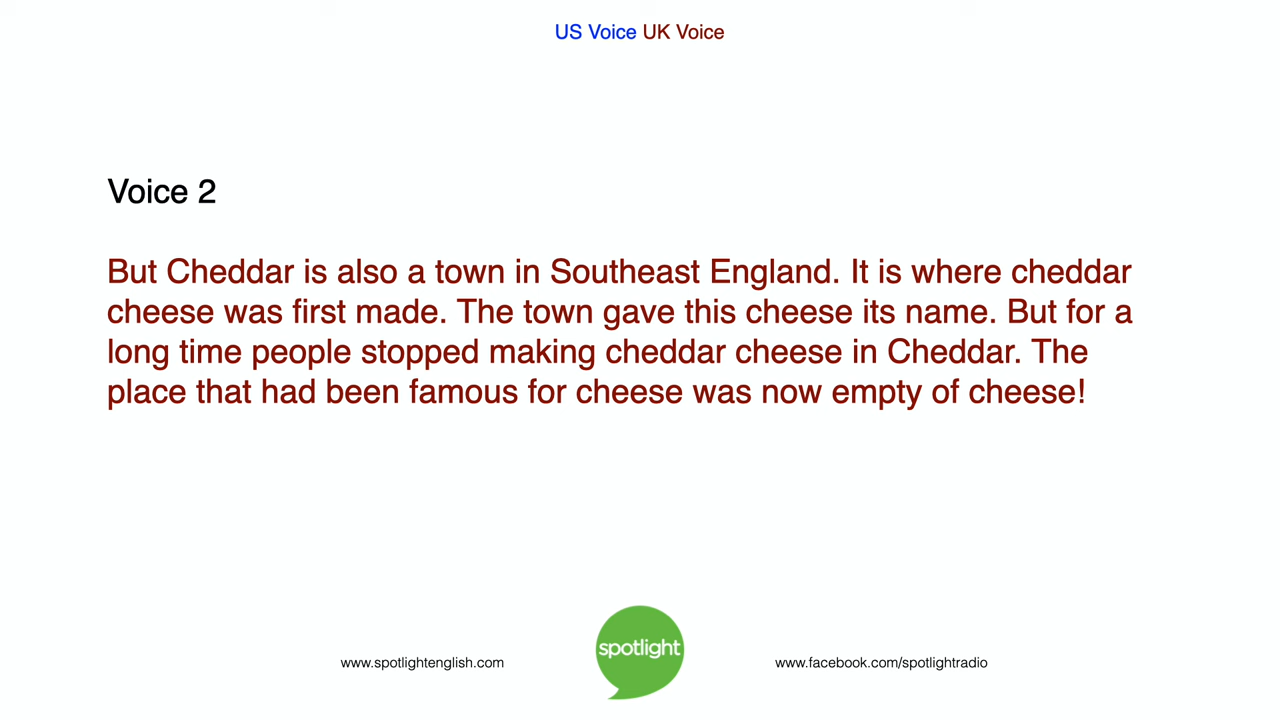 US Voice UK Voice
Voice 2
But Cheddar is also a town in Southeast England. It is where cheddar
cheese was first made. The town gave this cheese its name. But for a
long time people stopped making cheddar cheese in Cheddar. The
place that had been famous for cheese was now empty of cheese!
www.spotlightenglish.com
spotlight
www.facebook.com/spotlightradio